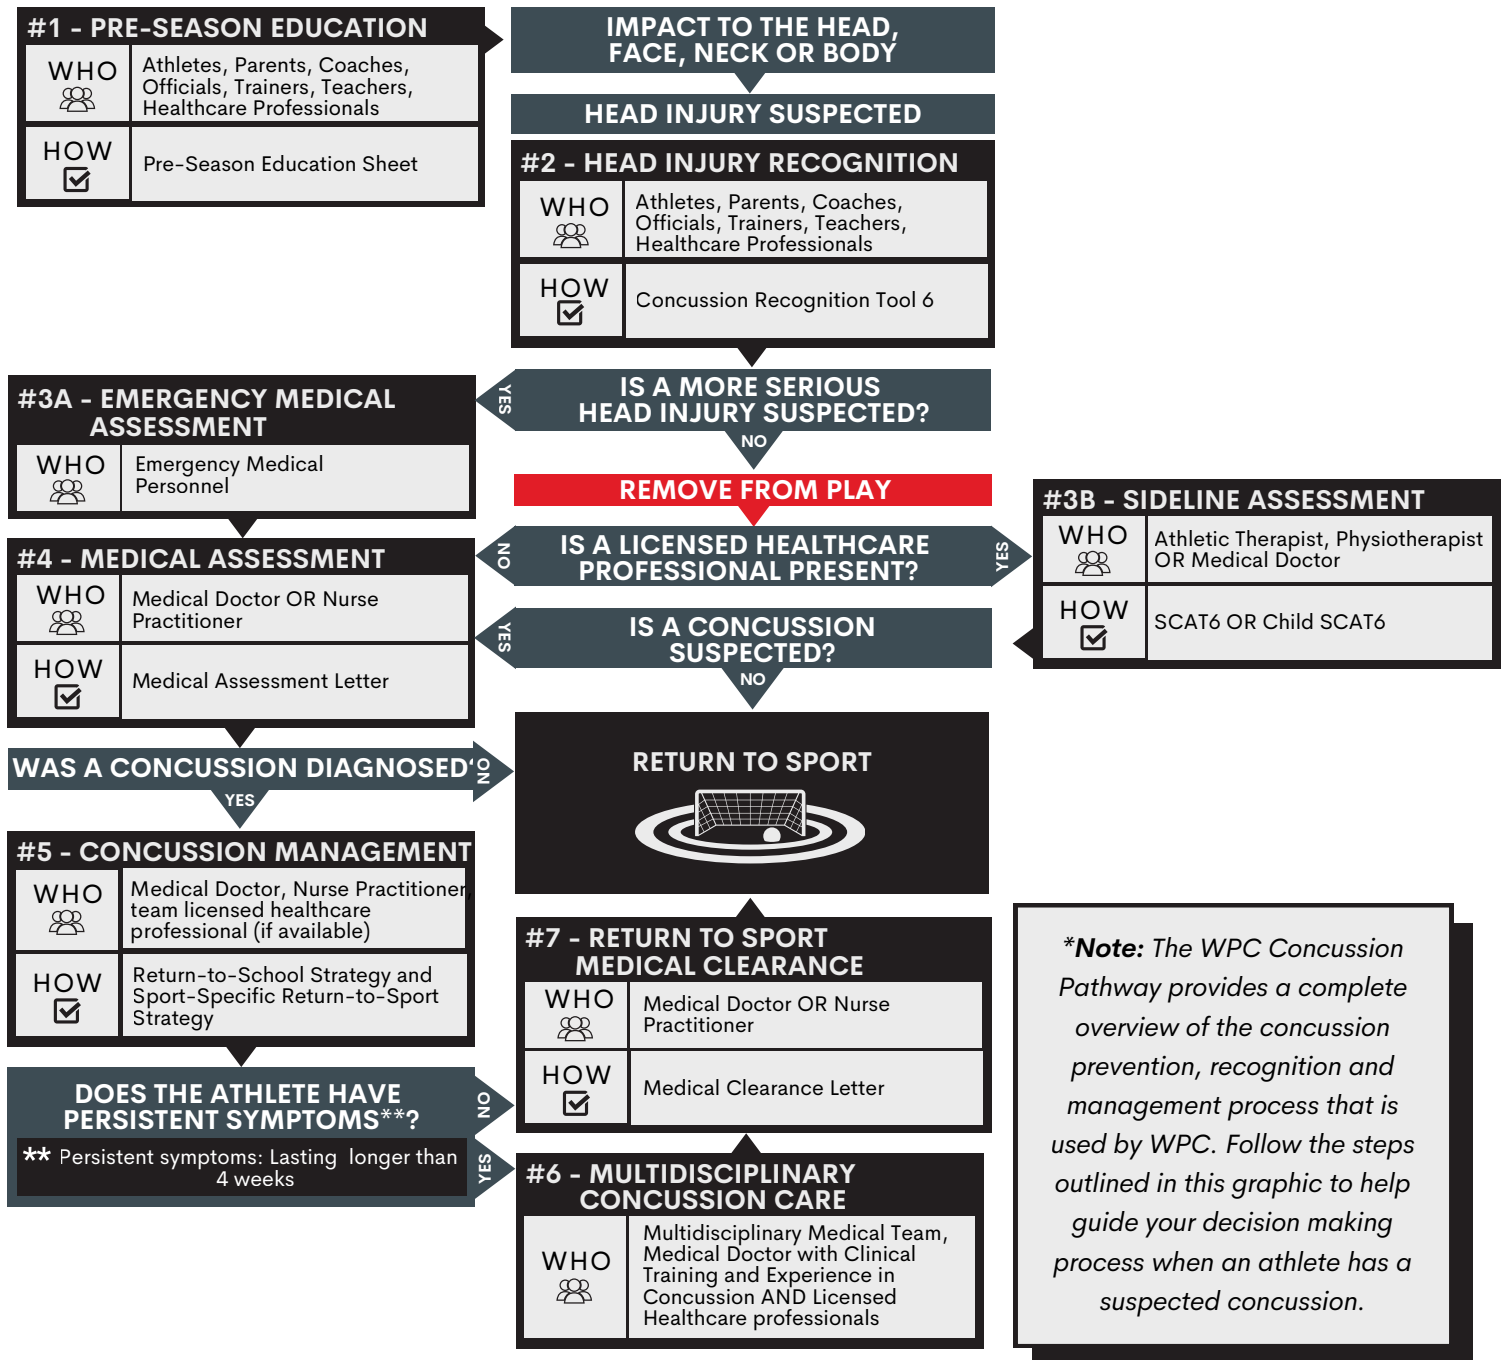 #1 - PRE-SEASON EDUCATION
WHO
Athletes, Parents, Coaches,
Officials, Trainers, Teachers,
Healthcare Professionals
HOW
Pre-Season Education Sheet
IMPACT TO THE HEAD,
FACE, NECK OR BODY
HEAD INJURY SUSPECTED
#2 - HEAD INJURY RECOGNITION
WHO
Athletes, Parents, Coaches,
Officials, Trainers, Teachers,
Healthcare Professionals
HOW
Concussion Recognition Tool 6
IS A MORE SERIOUS
HEAD INJURY SUSPECTED?
YES
NO
#3A - EMERGENCY MEDICAL
ASSESSMENT
WHO
Emergency Medical
Personnel
REMOVE FROM PLAY
IS A LICENSED HEALTHCARE
PROFESSIONAL PRESENT?
NO
YES
#3B - SIDELINE ASSESSMENT
WHO
Athletic Therapist, Physiotherapist
OR Medical Doctor
HOW
SCAT6 OR Child SCAT6
IS A CONCUSSION
SUSPECTED?
YES
NO
#4 - MEDICAL ASSESSMENT
WHO
Medical Doctor OR Nurse
Practitioner
HOW
Medical Assessment Letter
WAS A CONCUSSION DIAGNOSED?
NO
YES
RETURN TO SPORT
#5 - CONCUSSION MANAGEMENT
WHO
Medical Doctor, Nurse Practitioner,
team licensed healthcare
professional (if available)
HOW
Return-to-School Strategy and
Sport-Specific Return-to-Sport
Strategy
DOES THE ATHLETE HAVE
PERSISTENT SYMPTOMS**?
NO
YES
** Persistent symptoms: Lasting longer than
4 weeks
#7 - RETURN TO SPORT
MEDICAL CLEARANCE
WHO
Medical Doctor OR Nurse
Practitioner
HOW
Medical Clearance Letter
#6 - MULTIDISCIPLINARY
CONCUSSION CARE
WHO
Multidisciplinary Medical Team,
Medical Doctor with Clinical
Training and Experience in
Concussion AND Licensed
Healthcare professionals
*Note: The WPC Concussion
Pathway provides a complete
overview of the concussion
prevention, recognition and
management process that is
used by WPC. Follow the steps
outlined in this graphic to help
guide your decision making
process when an athlete has a
suspected concussion.